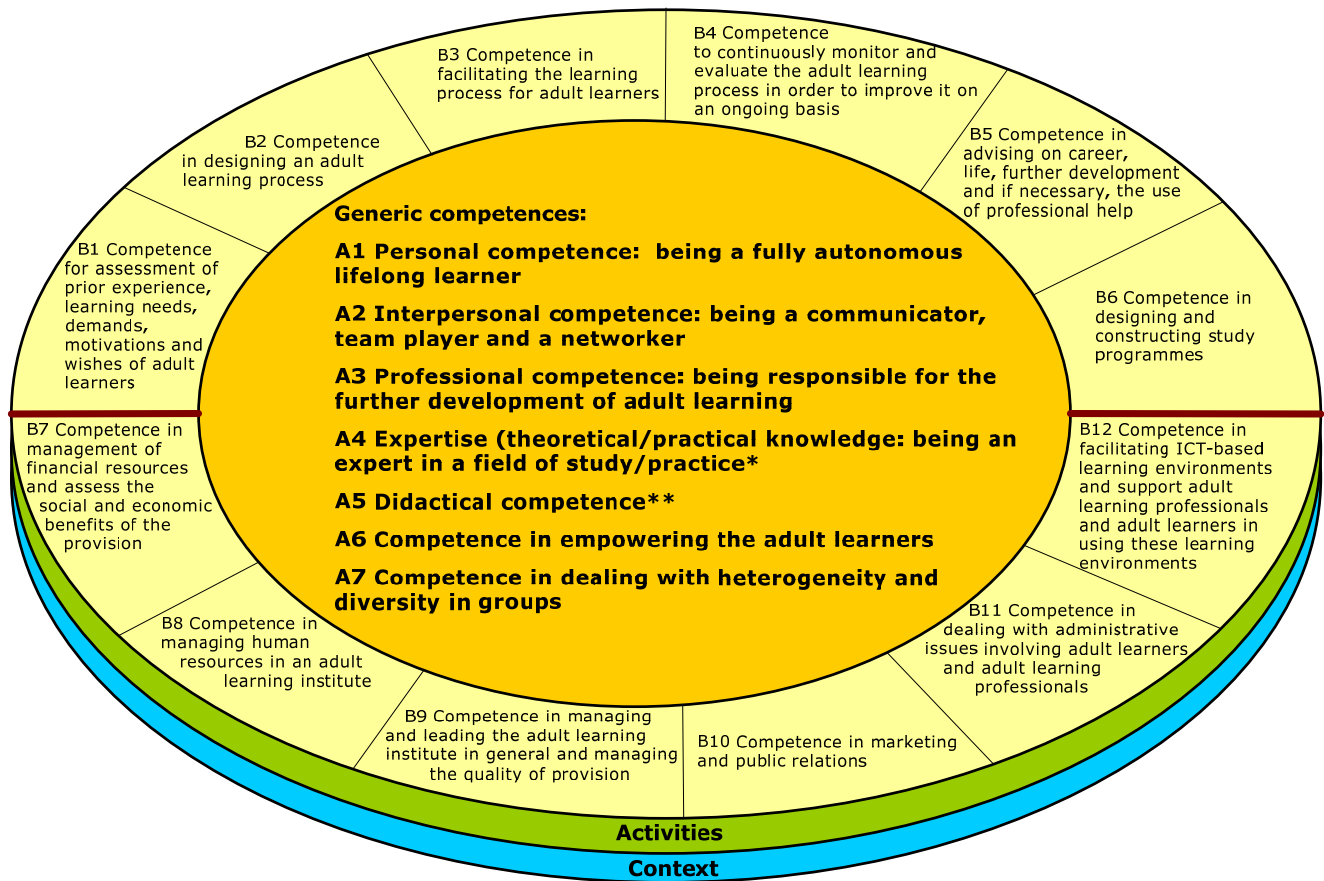 B4 Competence
to continuously monitor and
evaluate the adult learning
process in order to improve it on
an ongoing basis
B3 Competence in
facilitating the learning
process for adult learners
B2 Competence
in designing an adult
learning process
B5 Competence in
advising on career,
life, further development
and if necessary, the use
of professional help
B1 Competence
for assessment of
prior experience,
learning needs,
demands,
motivations and
wishes of adult
learners
B6 Competence in
designing and
constructing study
programmes
Generic competences:
A1 Personal competence:  being a fully autonomous
lifelong learner
A2 Interpersonal competence: being a communicator,
team player and a networker
A3 Professional competence: being responsible for the
further development of adult learning
A4 Expertise (theoretical/practical knowledge: being an
expert in a field of study/practice*
A5 Didactical competence**
A6 Competence in empowering the adult learners
A7 Competence in dealing with heterogeneity and
diversity in groups
B7 Competence in
management of
financial resources
and assess the
social and economic
benefits of the
provision
B12 Competence in
facilitating ICT-based
learning environments
and support adult
learning professionals
and adult learners in
using these learning
environments
B8 Competence in
managing human
resources in an adult
learning institute
B11 Competence in
dealing with administrative
issues involving adult learners
and adult learning
professionals
B9 Competence in managing
and leading the adult learning
institute in general and managing
the quality of provision
B10 Competence in marketing
and public relations
Activities
Context